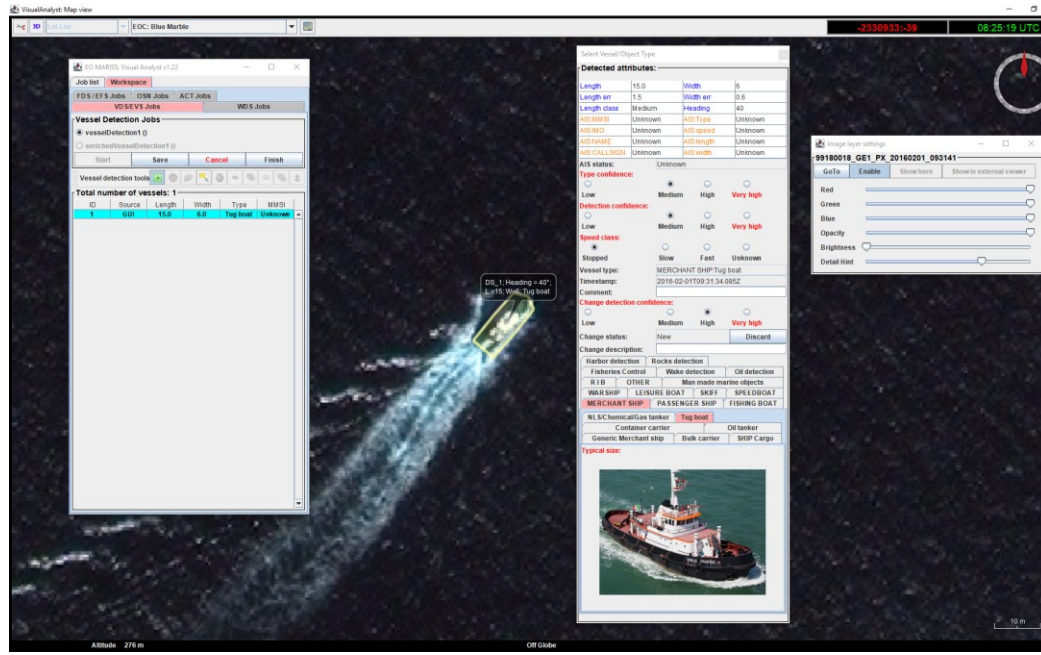 VisualAnalyst: Map view
3D Lat-Lon EOC: Blue Marble
-2330933:-39 08:25:19 UTC
EO MARISS: Visual Analyst v1.22
Job list Workspace
FDS/EFS Jobs OSN Jobs ACT Jobs
VDS/EVS Jobs WDS Jobs
Vessel Detection Jobs
vesselDetection1 ()
enrichedVesselDetection1 ()
Start Save Cancel Finish
Vessel detection tools
Total number of vessels: 1
ID Source Length Width Type MMSI
1 GUI 15.0 6.0 Tug boat Unknown
DS_1; Heading = 40°;
L=15; W=6; Tug boat
Select Vessel/Object Type
Detected attributes:
Length 15.0 Width 6
Length err 1.5 Width err 0.6
Length class Medium Heading 40
AIS:MMSI Unknown AIS:Type Unknown
AIS:IMO Unknown AIS:speed Unknown
AIS:NAME Unknown AIS:length Unknown
AIS:CALLSIGN Unknown AIS:width Unknown
AIS status: Unknown
Type confidence:
Low Medium High Very high
Detection confidence:
Low Medium High Very high
Speed class:
Stopped Slow Fast Unknown
Vessel type: MERCHANT SHIP:Tug boat
Timestamp: 2016-02-01T09:31:34.085Z
Comment:
Change detection confidence:
Low Medium High Very high
Change status: New Discard
Change description:
Harbor detection Rocks detection
Fisheries Control Wake detection Oil detection
RIB OTHER Man made marine objects
WARSHIP LEISURE BOAT SKIFF SPEEDBOAT
MERCHANT SHIP PASSENGER SHIP FISHING BOAT
NLS/Chemical/Gas tanker Tug boat
Container carrier Oil tanker
Generic Merchant ship Bulk carrier SHIP Cargo
Typical size:
Image layer settings
99180018_GE1_PX_20160201_093141
GoTo Enable Show here Show in external viewer
Red
Green
Blue
Opacity
Brightness
Detail Hint
10 m
Altitude 276 m Off Globe